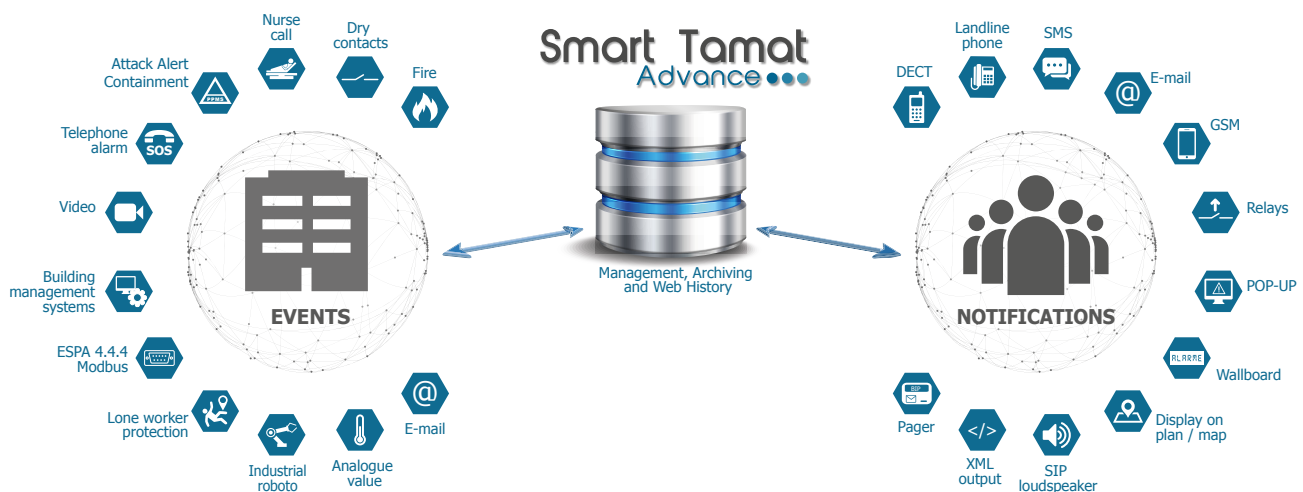 Nurse
call
Dry
contacts
Attack Alert
Containment
PPMS
Fire
Telephone
alarm
SOS
Video
Building
management
systems
EVENTS
ESPA 4.4.4
Modbus
Lone worker
protection
Industrial
roboto
Analogue
value
@
E-mail
Smart Tamat
Advance
Management, Archiving
and Web History
Landline
phone
SMS
DECT
@
E-mail
GSM
Relays
POP-UP
NOTIFICATIONS
ALARME
Wallboard
BIP
Pager
</>
XML
output
SIP
loudspeaker
Display on
plan / map